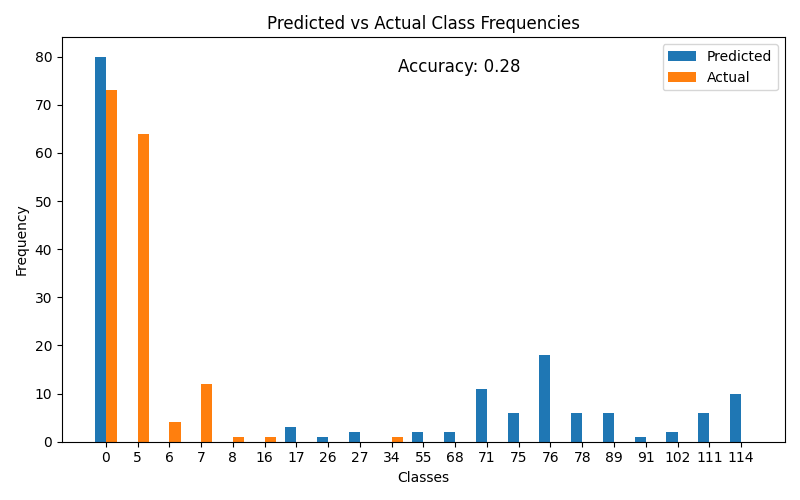 Predicted vs Actual Class Frequencies
Accuracy: 0.28
Predicted
Actual
Frequency
80
70
60
50
40
30
20
10
0
0 5 6 7 8 16 17 26 27 34 55 68 71 75 76 78 89 91 102 111 114
Classes